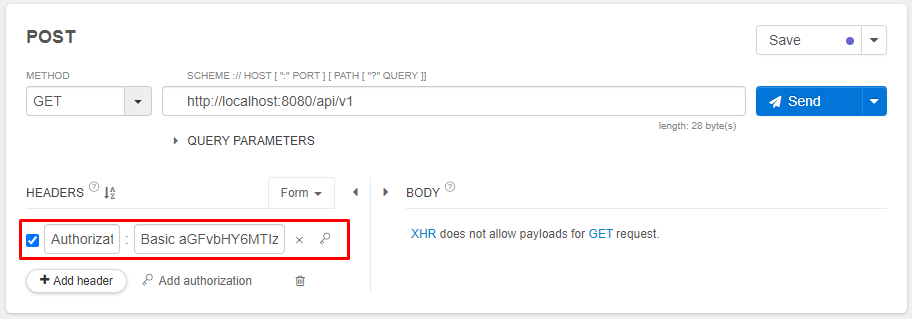 POST
Save
METHOD
SCHEME :// HOST [ ":" PORT ] [ PATH [ "?" QUERY ]]
GET
http://localhost:8080/api/v1
Send
length: 28 byte(s)
QUERY PARAMETERS
HEADERS ? A Z
Form
BODY ?
Authorizat : Basic aGFvbHY6MTIz ×
XHR does not allow payloads for GET request.
+ Add header
Add authorization